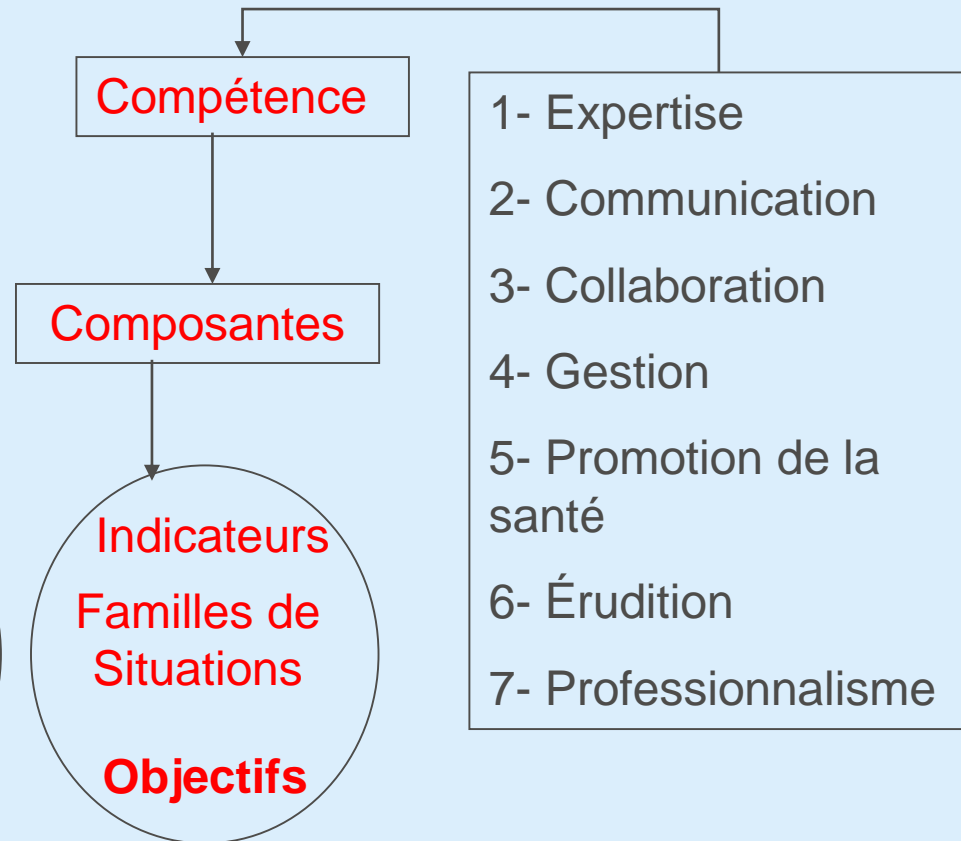 Compétence
Composantes
Indicateurs
Familles de
Situations
Objectifs
1- Expertise
2- Communication
3- Collaboration
4- Gestion
5- Promotion de la
santé
6- Érudition
7- Professionnalisme